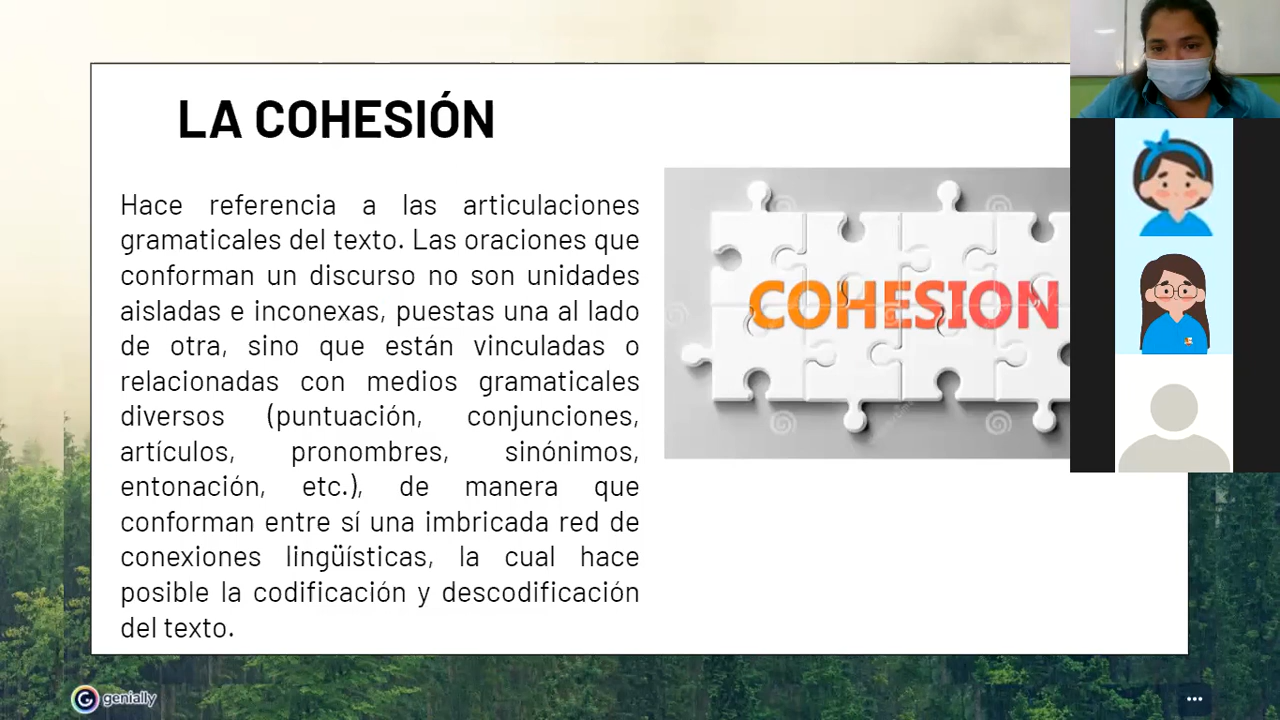 LA COHESIÓN
Hace referencia a las articulaciones
gramaticales del texto. Las oraciones que
conforman un discurso no son unidades
aisladas e inconexas, puestas una al lado
de otra, sino que están vinculadas o
relacionadas con medios gramaticales
diversos (puntuación, conjunciones,
artículos, pronombres, sinónimos,
entonación, etc.), de manera que
conforman entre sí una imbricada red de
conexiones lingüísticas, la cual hace
posible la codificación y descodificación
del texto.
COHESION
genially